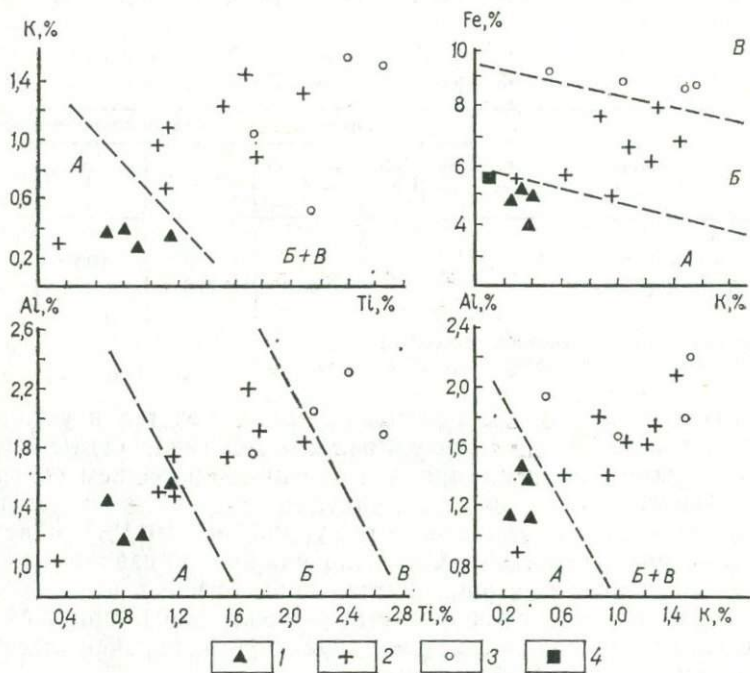 К,%
1,4
1,0
0,6
0,2
А
Б+В
Ti,%
Fe,%
10
8
6
4
В
Б
А
К,%
Al,%
2,6
2,2
1,8
1,4
1,0
0,4 0,8 1,2 1,6 2,0 2,4 2,8 Ti,%
А
Б
В
Al,%
2,4
2,0
1,6
1,2
0,8
0,2 0,6 1,0 1,4 К,%
А
Б+В
1 2 3 4